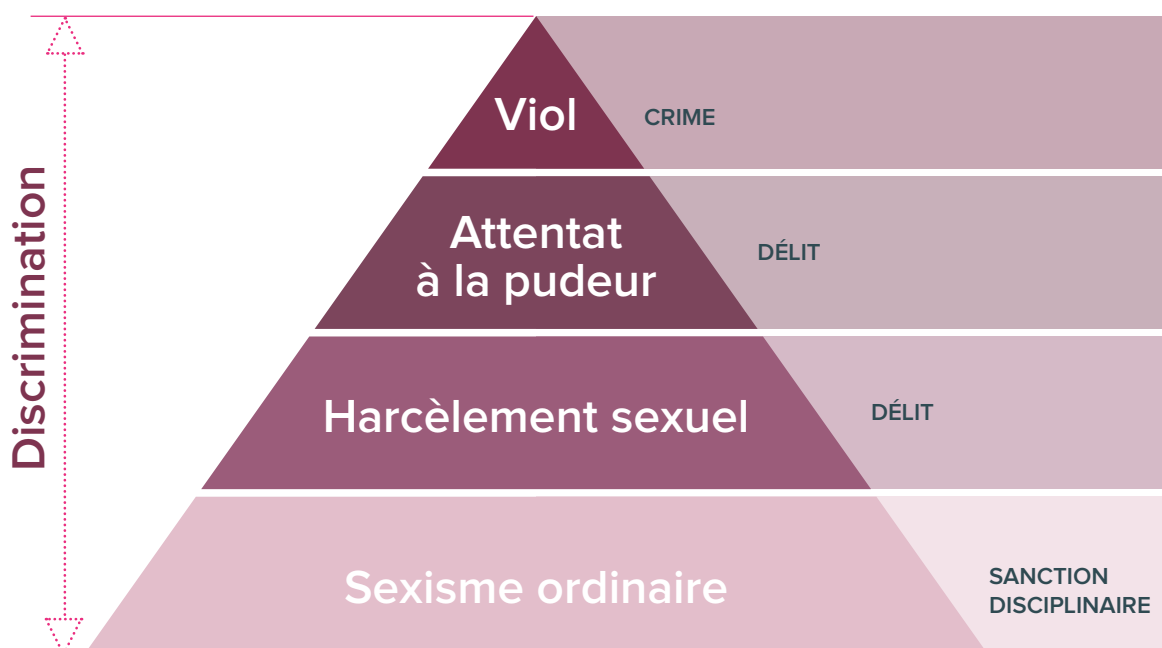 Discrimination
Viol
CRIME
Attentat
à la pudeur
DÉLIT
Harcèlement sexuel
DÉLIT
Sexisme ordinaire
SANCTION
DISCIPLINAIRE